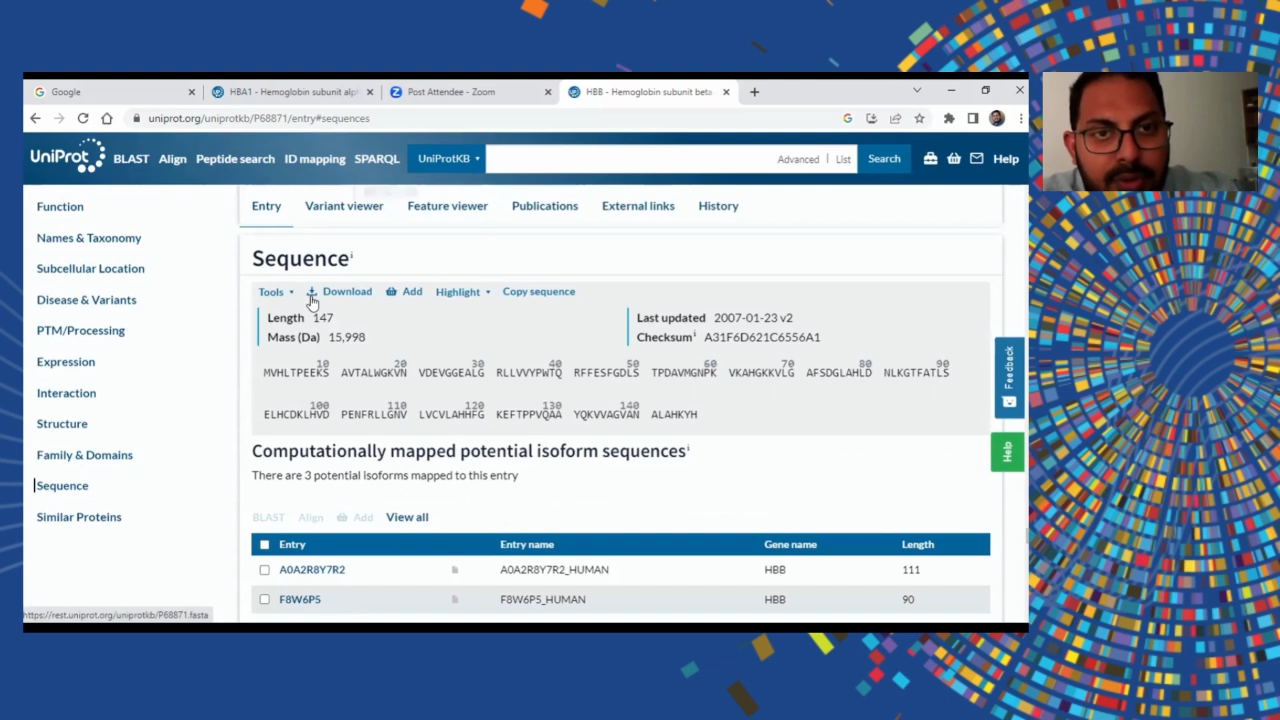 Google
HBA1 - Hemoglobin subunit alph
Post Attendee - Zoom
HBB - Hemoglobin subunit beta
uniprot.org/uniprotkb/P68871/entry#sequences
UniProt BLAST Align Peptide search ID mapping SPARQL UniProtKB Advanced | List Search Help
Function
Names & Taxonomy
Subcellular Location
Disease & Variants
PTM/Processing
Expression
Interaction
Structure
Family & Domains
Sequence
Similar Proteins
Entry Variant viewer Feature viewer Publications External links History
Sequence i
Tools Download Add Highlight Copy sequence
Length 147
Mass (Da) 15,998
Last updated 2007-01-23 v2
Checksum i A31F6D621C6556A1
10 20 30 40 50 60 70 80 90
MVHLTPEEKS AVTALWGKVN VDEVGGEALG RLLVVYPWTQ RFFESFGDLS TPDAVMGNPK VKAHGKKVLG AFSDGLAHLD NLKGTFATLS
100 110 120 130 140
ELHCDKLHVD PENFRLLGNV LVCVLAHHFG KEFTPPVQAA YQKVVAGVAN ALAHKYH
Computationally mapped potential isoform sequences i
There are 3 potential isoforms mapped to this entry
BLAST Align Add View all
Entry Entry name Gene name Length
A0A2R8Y7R2 A0A2R8Y7R2_HUMAN HBB 111
F8W6P5 F8W6P5_HUMAN HBB 90
Feedback
Help
https://rest.uniprot.org/uniprotkb/P68871.fasta